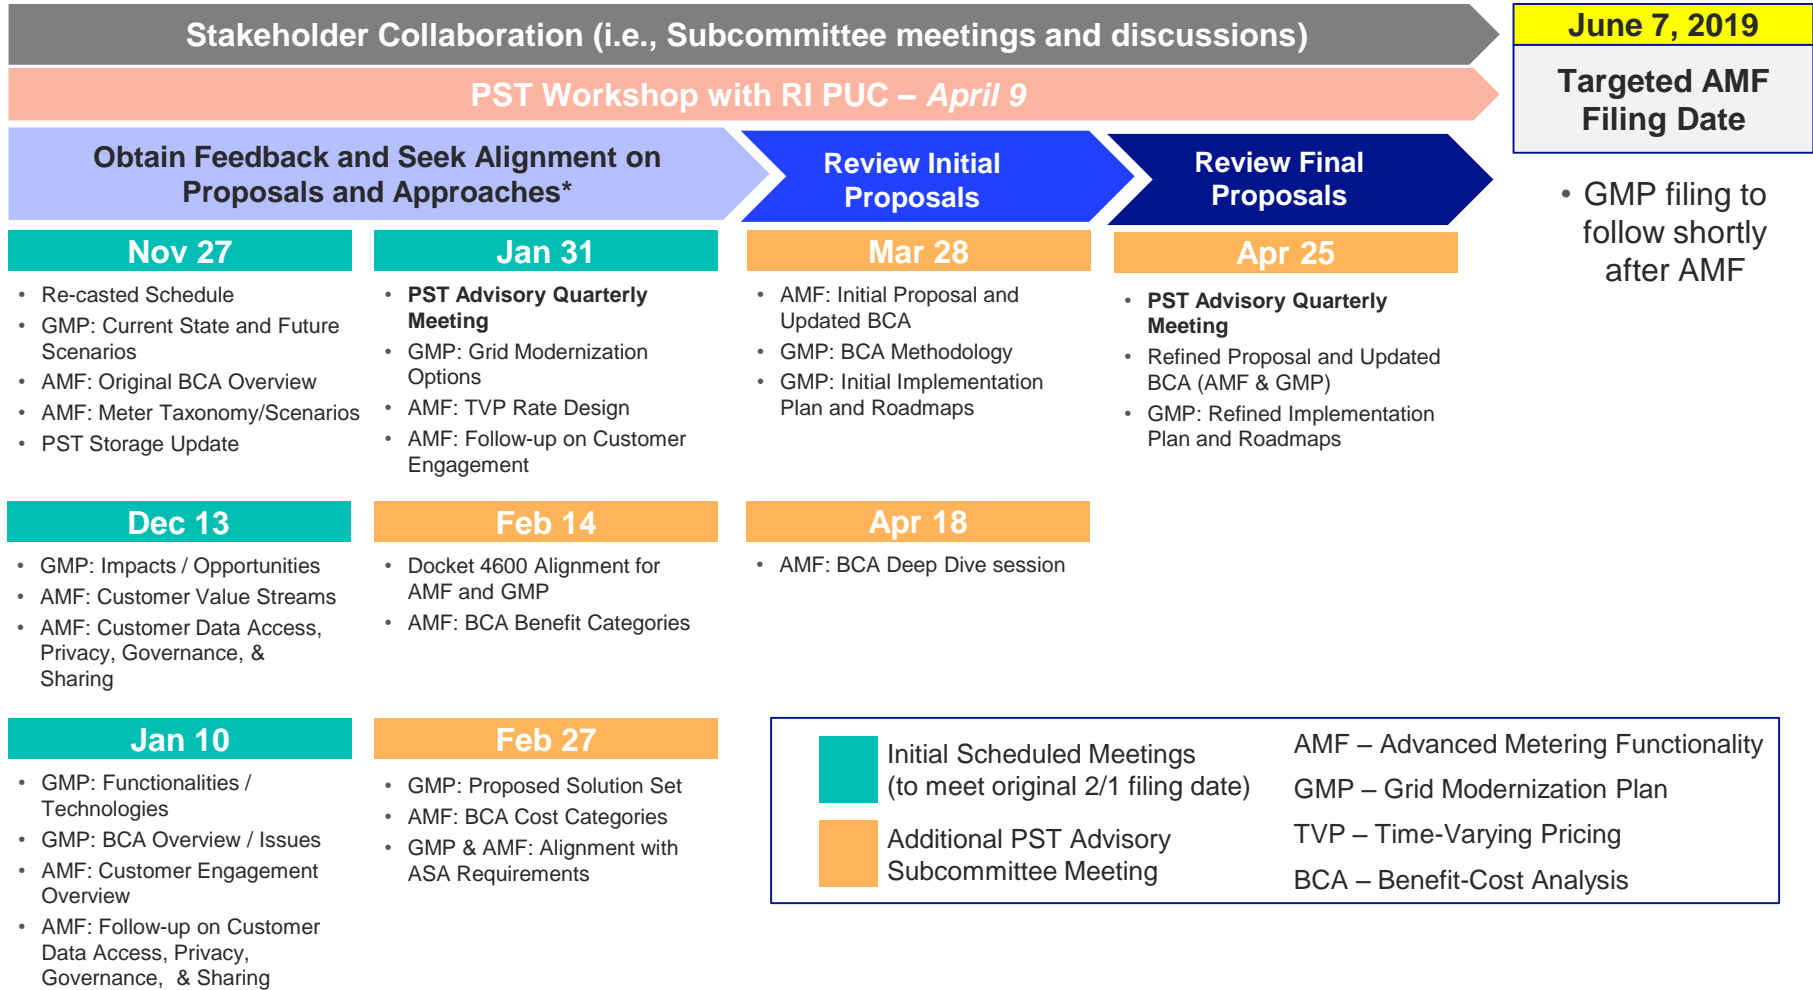 Stakeholder Collaboration (i.e., Subcommittee meetings and discussions)
PST Workshop with RI PUC – April 9
Obtain Feedback and Seek Alignment on
Proposals and Approaches*
Review Initial
Proposals
Review Final
Proposals
June 7, 2019
Targeted AMF
Filing Date
• GMP filing to
follow shortly
after AMF
Nov 27
• Re-casted Schedule
• GMP: Current State and Future
Scenarios
• AMF: Original BCA Overview
• AMF: Meter Taxonomy/Scenarios
• PST Storage Update
Dec 13
• GMP: Impacts / Opportunities
• AMF: Customer Value Streams
• AMF: Customer Data Access,
Privacy, Governance, &
Sharing
Jan 10
• GMP: Functionalities /
Technologies
• GMP: BCA Overview / Issues
• AMF: Customer Engagement
Overview
• AMF: Follow-up on Customer
Data Access, Privacy,
Governance, & Sharing
Jan 31
• PST Advisory Quarterly
Meeting
• GMP: Grid Modernization
Options
• AMF: TVP Rate Design
• AMF: Follow-up on Customer
Engagement
Feb 14
• Docket 4600 Alignment for
AMF and GMP
• AMF: BCA Benefit Categories
Feb 27
• GMP: Proposed Solution Set
• AMF: BCA Cost Categories
• GMP & AMF: Alignment with
ASA Requirements
Mar 28
• AMF: Initial Proposal and
Updated BCA
• GMP: BCA Methodology
• GMP: Initial Implementation
Plan and Roadmaps
Apr 18
• AMF: BCA Deep Dive session
Apr 25
• PST Advisory Quarterly
Meeting
• Refined Proposal and Updated
BCA (AMF & GMP)
• GMP: Refined Implementation
Plan and Roadmaps
Initial Scheduled Meetings
(to meet original 2/1 filing date)
Additional PST Advisory
Subcommittee Meeting
AMF – Advanced Metering Functionality
GMP – Grid Modernization Plan
TVP – Time-Varying Pricing
BCA – Benefit-Cost Analysis